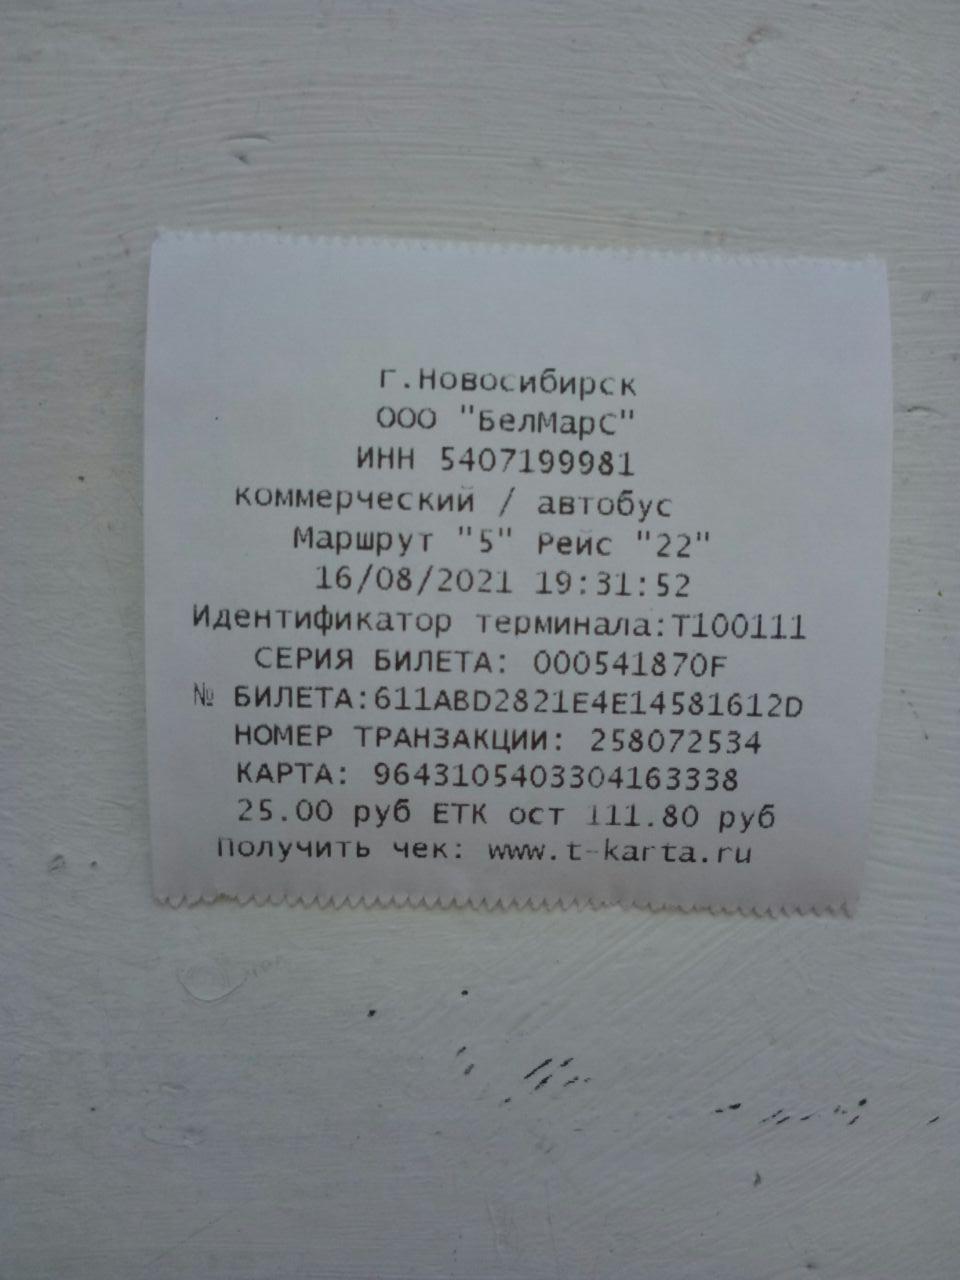 г.Новосибирск
ООО "БелМарс"
ИНН 5407199981
коммерческий / автобус
Маршрут "5" Рейс "22"
16/08/2021 19:31:52
Идентификатор терминала:T100111
СЕРИЯ БИЛЕТА: 000541870F
№ БИЛЕТА:611ABD2821E4E14581612D
НОМЕР ТРАНЗАКЦИИ: 258072534
КАРТА: 9643105403304163338
25.00 руб ЕТК ост 111.80 руб
Получить чек: www.t-karta.ru